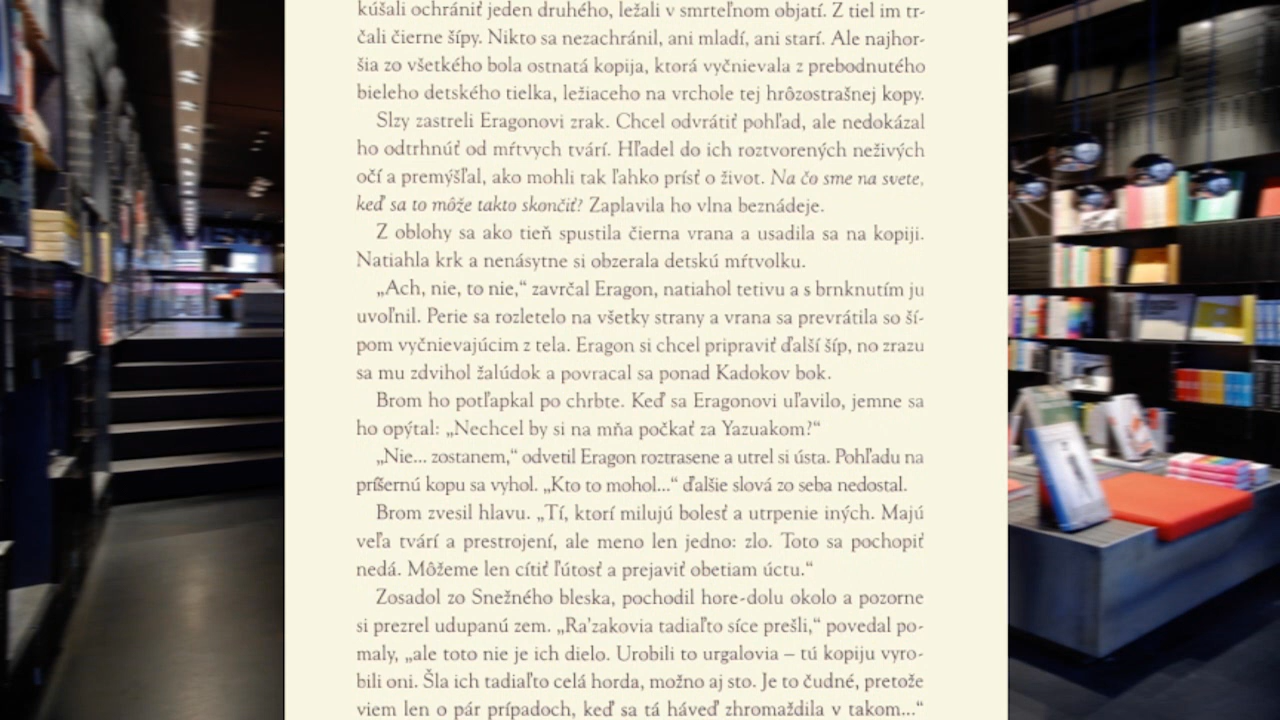 kúšali ochrániť jeden druhého, ležali v smrteľnom objatí. Z tiel im tr-
čali čierne šípy. Nikto sa nezachránil, ani mladí, ani starí. Ale najhor-
šia zo všetkého bola ostnatá kopija, ktorá vyčnievala z prebodnutého
bieleho detského tielka, ležiaceho na vrchole tej hrôzostrašnej kopy.
Slzy zastreli Eragonovi zrak. Chcel odvrátiť pohľad, ale nedokázal
ho odtrhnúť od mŕtvych tvárí. Hľadel do ich roztvorených neživých
očí a premýšľal, ako mohli tak ľahko prísť o život. Na čo sme na svete,
keď sa to môže takto skončiť? Zaplavila ho vlna beznádeje.
Z oblohy sa ako tieň spustila čierna vrana a usadila sa na kopiji.
Natiahla krk a nenásytne si obzerala detskú mŕtvolku.
„Ach, nie, to nie,“ zavrčal Eragon, natiahol tetivu a s brnknutím ju
uvoľnil. Perie sa rozletelo na všetky strany a vrana sa prevrátila so ší-
pom vyčnievajúcim z tela. Eragon si chcel pripraviť ďalší šíp, no zrazu
sa mu zdvihol žalúdok a povracal sa ponad Kadokov bok.
Brom ho potľapkal po chrbte. Keď sa Eragonovi uľavilo, jemne sa
ho opýtal: „Nechcel by si na mňa počkať za Yazuakom?“
„Nie... zostanem,“ odvetil Eragon roztrasene a utrel si ústa. Pohľadu na
príšernú kopu sa vyhol. „Kto to mohol...“ ďalšie slová zo seba nedostal.
Brom zvesil hlavu. „Tí, ktorí milujú bolesť a utrpenie iných. Majú
veľa tvárí a prestrojení, ale meno len jedno: zlo. Toto sa pochopiť
nedá. Môžeme len cítiť ľútosť a prejaviť obetiam úctu.“
Zosadol zo Snežného bleska, pochodil hore-dolu okolo a pozorne
si prezrel udupanú zem. „Ra’zakovia tadiaľto síce prešli,“ povedal po-
maly, „ale toto nie je ich dielo. Urobili to urgalovia – tú kopiju vyro-
bili oni. Šla ich tadiaľto celá horda, možno aj sto. Je to čudné, pretože
viem len o pár prípadoch, keď sa tá háveď zhromaždila v takom...“